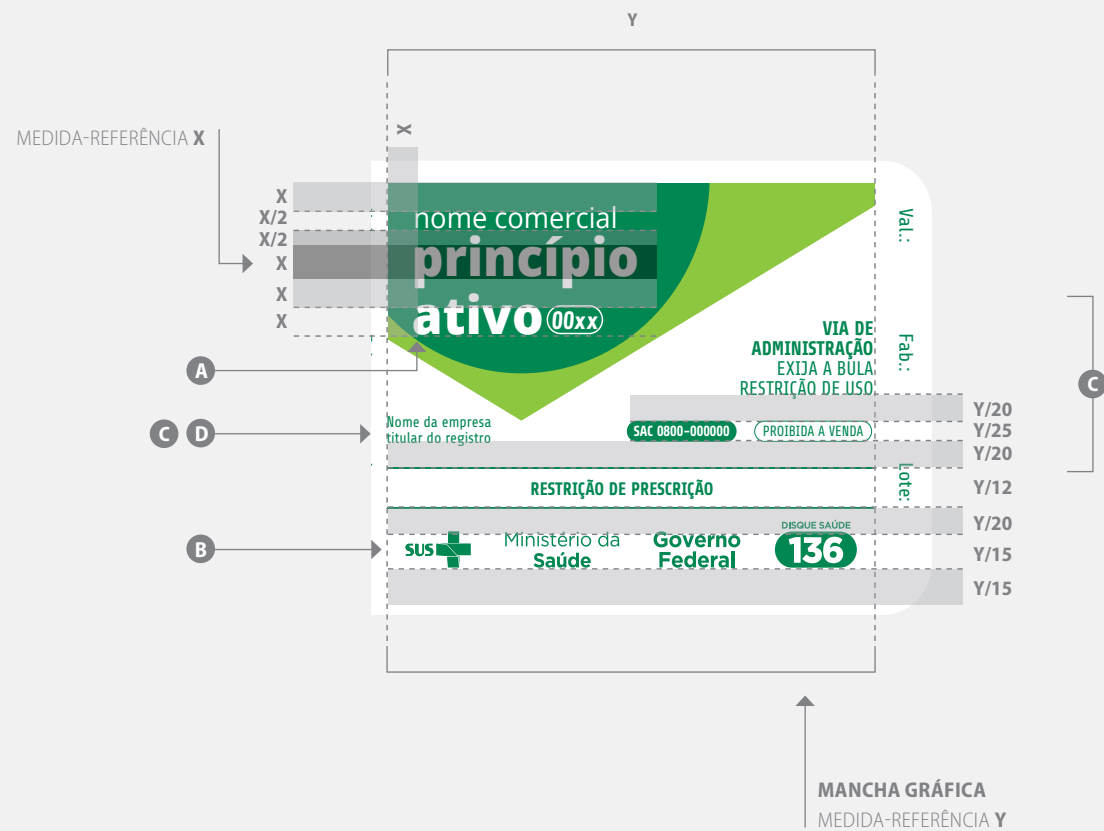 Y
X
MEDIDA-REFERÊNCIA X
X
X/2
X/2
X
X
X
nome comercial
princípio
ativo 00xx
Val.:
Fab.:
Lote:
VIA DE
ADMINISTRAÇÃO
EXIJA A BULA
RESTRIÇÃO DE USO
A
C
C D
Nome da empresa
titular do registro
SAC 0800-000000
PROIBIDA A VENDA
Y/20
Y/25
Y/20
RESTRIÇÃO DE PRESCRIÇÃO
Y/12
Y/20
B
SUS
Ministério da
Saúde
Governo
Federal
DISQUE SAÚDE
136
Y/15
Y/15
MANCHA GRÁFICA
MEDIDA-REFERÊNCIA Y